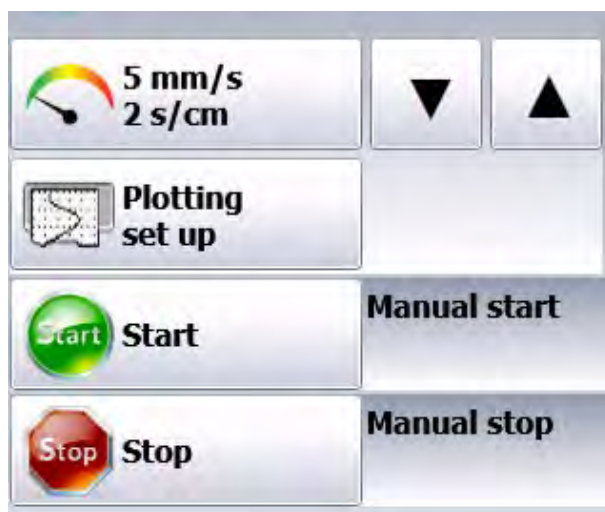 5 mm/s
2 s/cm
Plotting
set up
Start
Start
Manual start
Stop
Stop
Manual stop